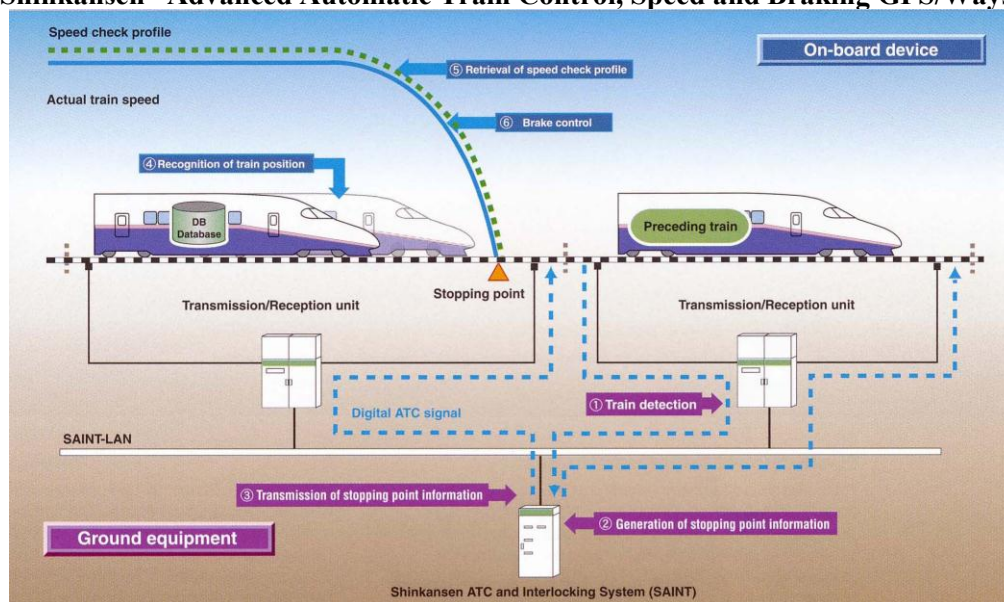 Shinkansen - Advanced Automatic Train Control, Speed and Braking GPS/Ways
Speed check profile
On-board device
⑤ Retrieval of speed check profile
Actual train speed
⑥ Brake control
④ Recognition of train position
DB
Database
Preceding train
Stopping point
Transmission/Reception unit
Transmission/Reception unit
① Train detection
Digital ATC signal
SAINT-LAN
③ Transmission of stopping point information
② Generation of stopping point information
Ground equipment
Shinkansen ATC and Interlocking System (SAINT)